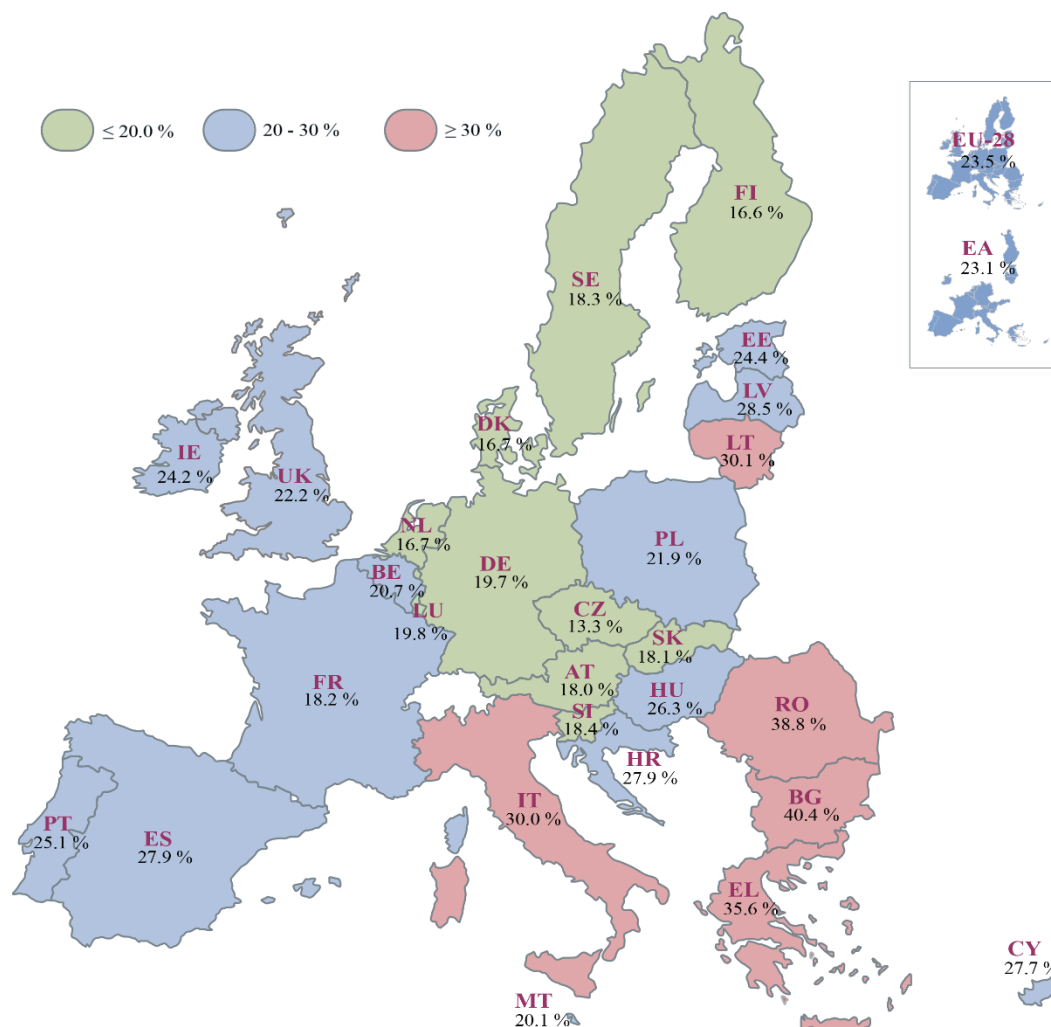 ≤ 20.0 %
20 - 30 %
≥ 30 %
EU-28
23.5 %
EA
23.1 %
FI
16.6 %
SE
18.3 %
EE
24.4 %
LV
28.5 %
LT
30.1 %
DK
16.7 %
IE
24.2 %
UK
22.2 %
NL
16.7 %
PL
21.9 %
DE
19.7 %
BE
20.7 %
LU
19.8 %
CZ
13.3 %
SK
18.1 %
AT
18.0 %
HU
26.3 %
FR
18.2 %
SI
18.4 %
RO
38.8 %
HR
27.9 %
BG
40.4 %
IT
30.0 %
PT
25.1 %
ES
27.9 %
EL
35.6 %
CY
27.7 %
MT
20.1 %